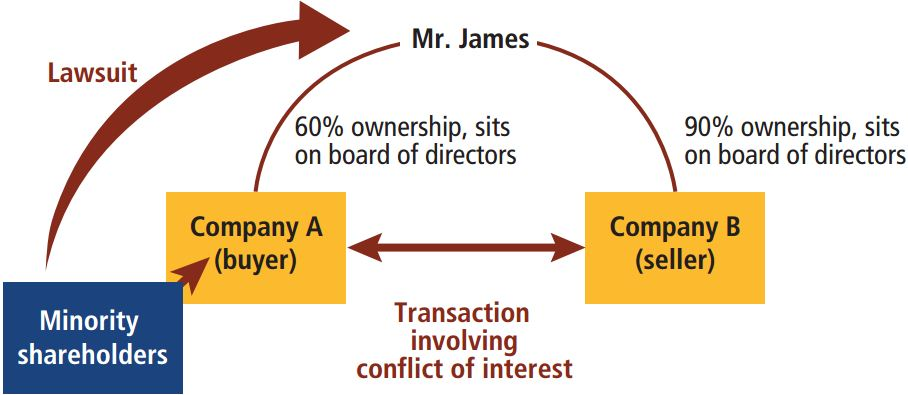 Mr. James
Lawsuit
60% ownership, sits
on board of directors
90% ownership, sits
on board of directors
Company A
(buyer)
Company B
(seller)
Minority
shareholders
Transaction
involving
conflict of interest